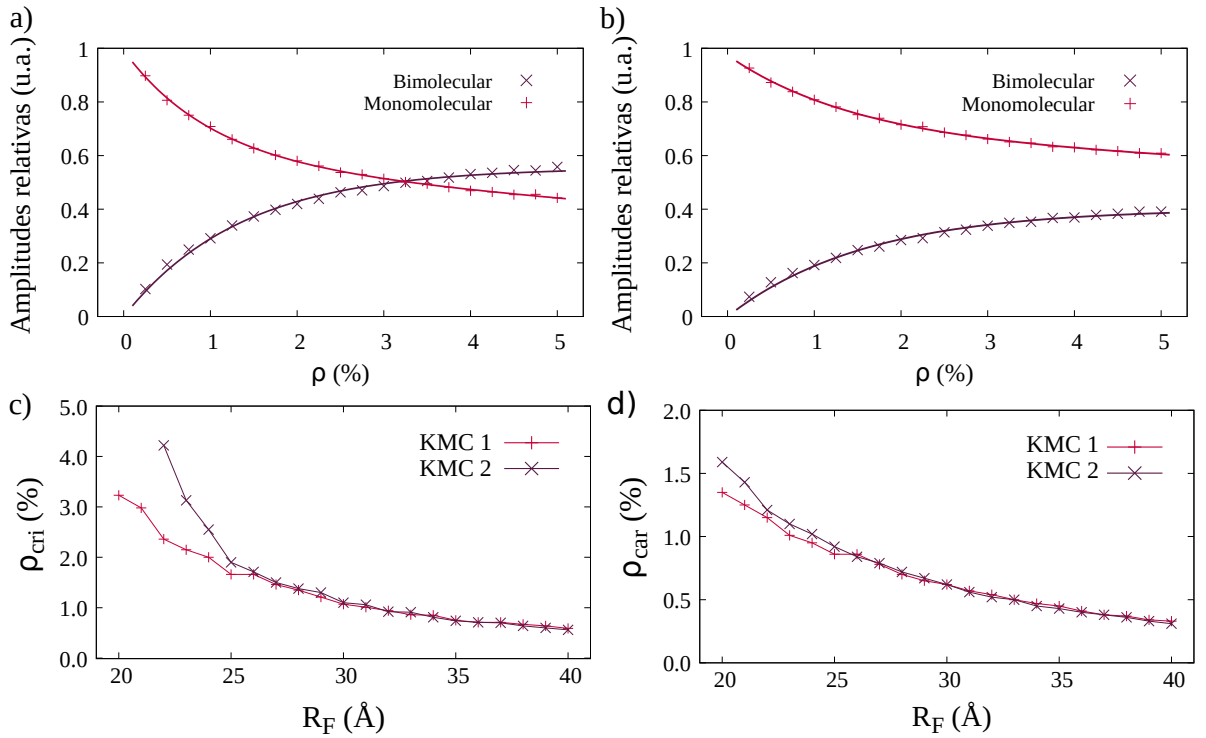 a)
Amplitudes relativas (u.a.)
1
0.8
0.6
0.4
0.2
0
Bimolecular
Monomolecular
0 1 2 3 4 5
ρ (%)
b)
Amplitudes relativas (u.a.)
1
0.8
0.6
0.4
0.2
0
Bimolecular
Monomolecular
0 1 2 3 4 5
ρ (%)
c)
ρcri (%)
5.0
4.0
3.0
2.0
1.0
0.0
KMC 1
KMC 2
20 25 30 35 40
RF (Å)
d)
ρcar (%)
2.0
1.5
1.0
0.5
0.0
KMC 1
KMC 2
20 25 30 35 40
RF (Å)